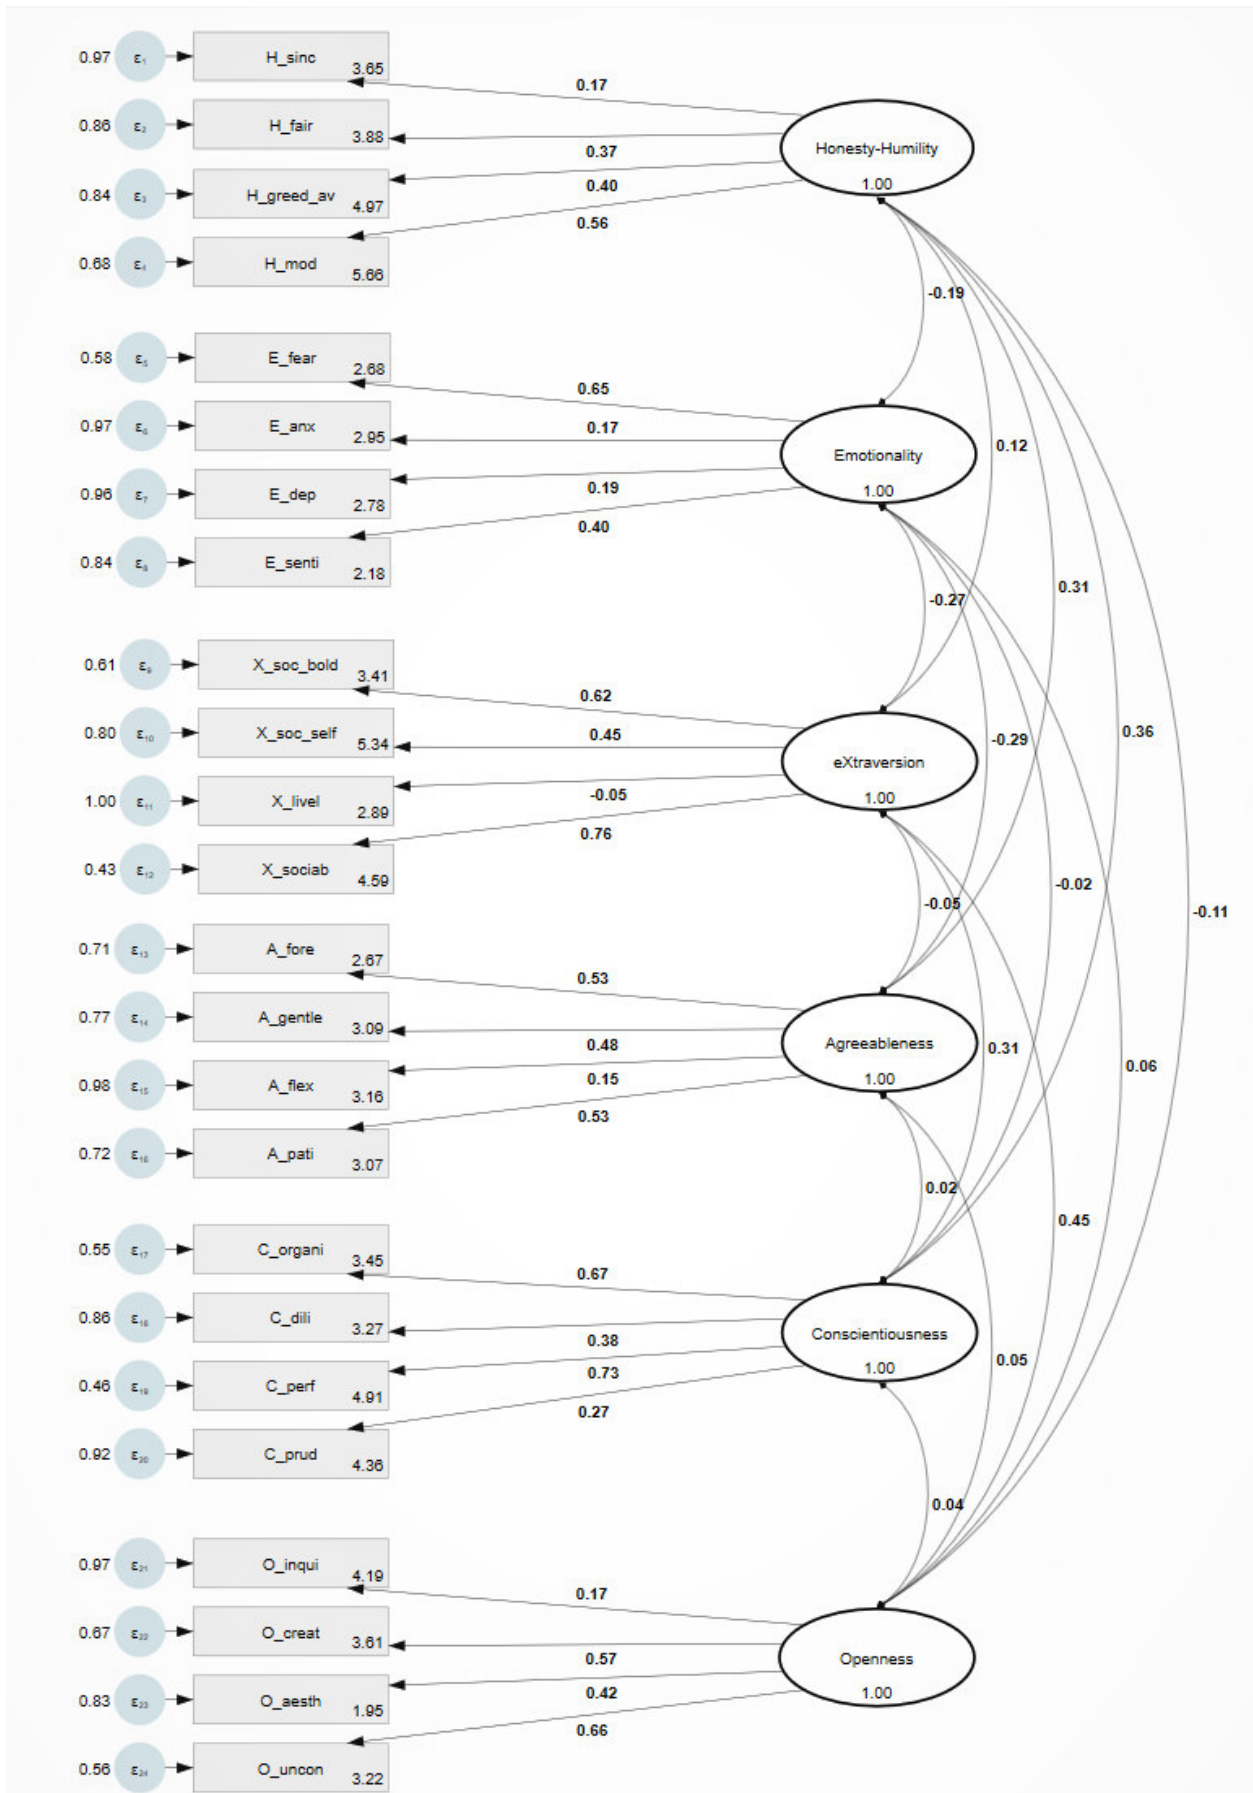 0.97 ε₁ H_sinc 3.65
0.17
0.86 ε₂ H_fair 3.88
0.37
Honesty-Humility
1.00
0.84 ε₃ H_greed_av 4.97
0.40
0.56
0.68 ε₄ H_mod 5.66
-0.19
0.58 ε₅ E_fear 2.68
0.65
0.97 ε₆ E_anx 2.95
0.17
0.12
Emotionality
1.00
0.96 ε₇ E_dep 2.78
0.19
0.40
0.84 ε₈ E_senti 2.18
0.31
-0.27
0.61 ε₉ X_soc_bold 3.41
0.62
0.80 ε₁₀ X_soc_self 5.34
0.45
0.36
-0.29
eXtraversion
1.00
1.00 ε₁₁ X_livel 2.89
-0.05
0.76
0.43 ε₁₂ X_sociab 4.59
-0.02
-0.05
-0.11
0.71 ε₁₃ A_fore 2.67
0.53
0.77 ε₁₄ A_gentle 3.09
0.48
Agreeableness
1.00
0.31
0.06
0.98 ε₁₅ A_flex 3.16
0.15
0.53
0.72 ε₁₆ A_pati 3.07
0.02
0.45
0.55 ε₁₇ C_organi 3.45
0.67
0.86 ε₁₈ C_dili 3.27
0.38
Conscientiousness
1.00
0.05
0.46 ε₁₉ C_perf 4.91
0.73
0.27
0.92 ε₂₀ C_prud 4.36
0.04
0.97 ε₂₁ O_inqui 4.19
0.17
0.67 ε₂₂ O_creat 3.61
0.57
Openness
1.00
0.83 ε₂₃ O_aesth 1.95
0.42
0.66
0.56 ε₂₄ O_uncon 3.22